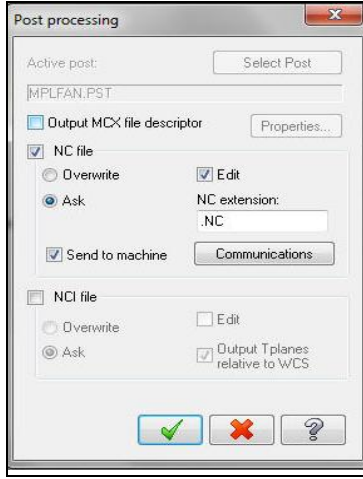 Post processing
Active post:
Select Post
MPLFAN.PST
Output MCX file descriptor
Properties...
NC file
Overwrite
Edit
Ask
NC extension:
.NC
Send to machine
Communications
NCI file
Overwrite
Edit
Ask
Output Tplanes
relative to WCS